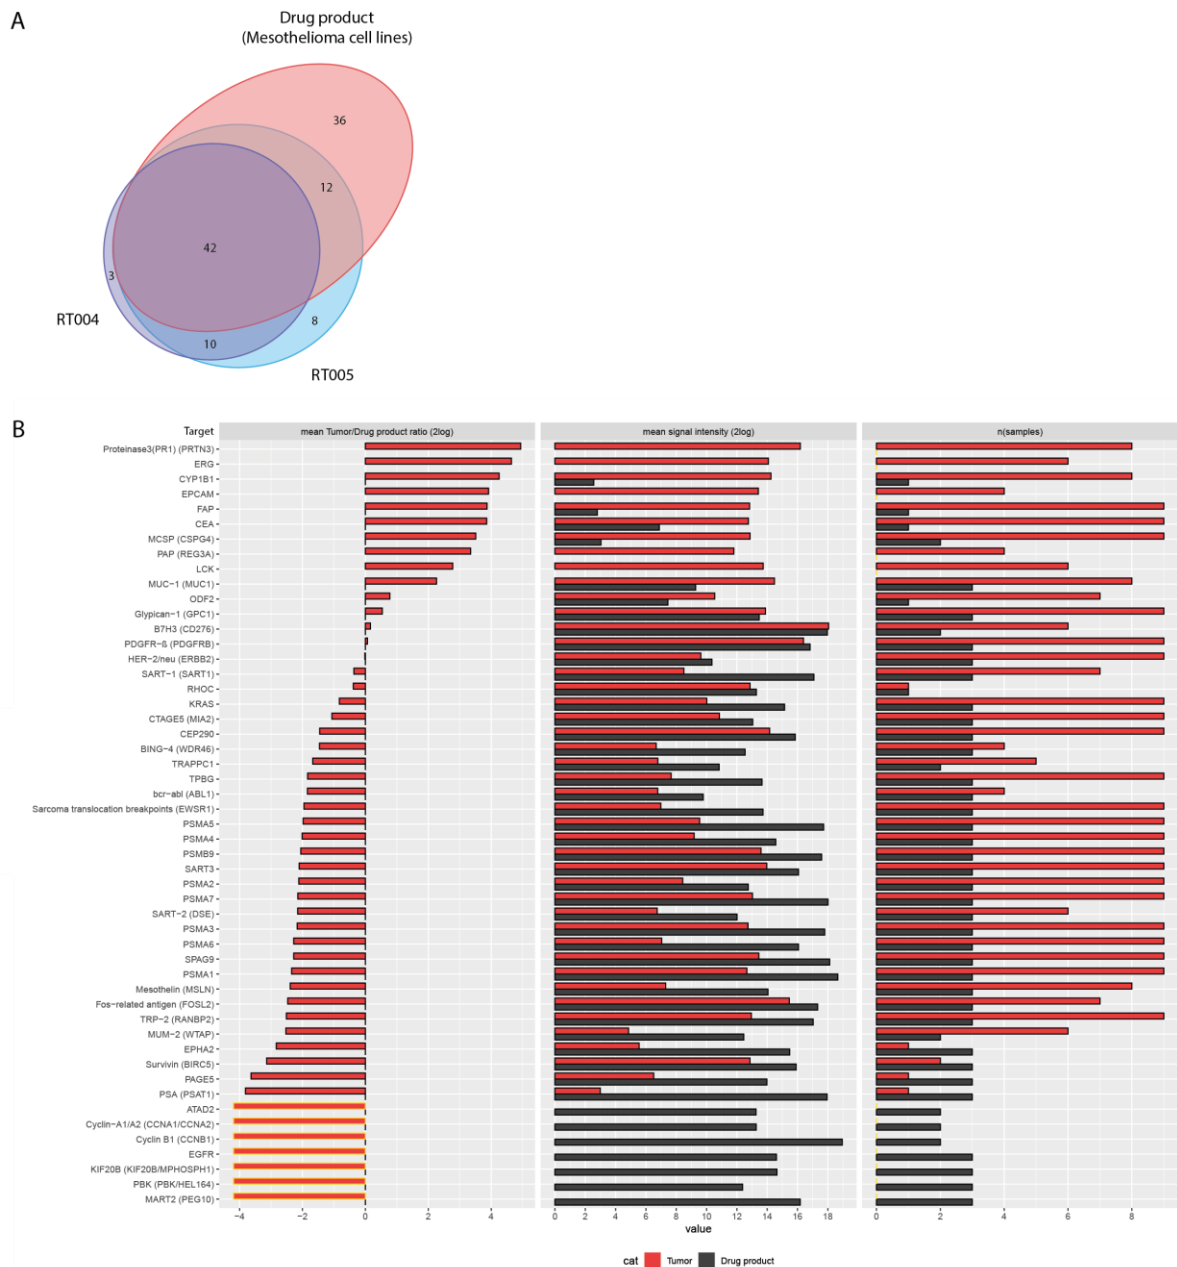 A
Drug product
(Mesothelioma cell lines)
36
12
42
3
RT004
8
10
RT005
B
Target
mean Tumor/Drug product ratio (2log)
mean signal intensity (2log)
n(samples)
Proteinase3(PR1) (PRTN3)
ERG
CYP1B1
EPCAM
FAP
CEA
MCSP (CSPG4)
PAP (REG3A)
LCK
MUC−1 (MUC1)
ODF2
Glypican−1 (GPC1)
B7H3 (CD276)
PDGFR−ß (PDGFRB)
HER−2/neu (ERBB2)
SART−1 (SART1)
RHOC
KRAS
CTAGE5 (MIA2)
CEP290
BING−4 (WDR46)
TRAPPC1
TPBG
bcr−abl (ABL1)
Sarcoma translocation breakpoints (EWSR1)
PSMA5
PSMA4
PSMB9
SART3
PSMA2
PSMA7
SART−2 (DSE)
PSMA3
PSMA6
SPAG9
PSMA1
Mesothelin (MSLN)
Fos−related antigen (FOSL2)
TRP−2 (RANBP2)
MUM−2 (WTAP)
EPHA2
Survivin (BIRC5)
PAGE5
PSA (PSAT1)
ATAD2
Cyclin−A1/A2 (CCNA1/CCNA2)
Cyclin B1 (CCNB1)
EGFR
KIF20B (KIF20B/MPHOSPH1)
PBK (PBK/HEL164)
MART2 (PEG10)
−4 −2 0 2 4
0 2 4 6 8 10 12 14 16 18
0 2 4 6 8
value
cat Tumor Drug product